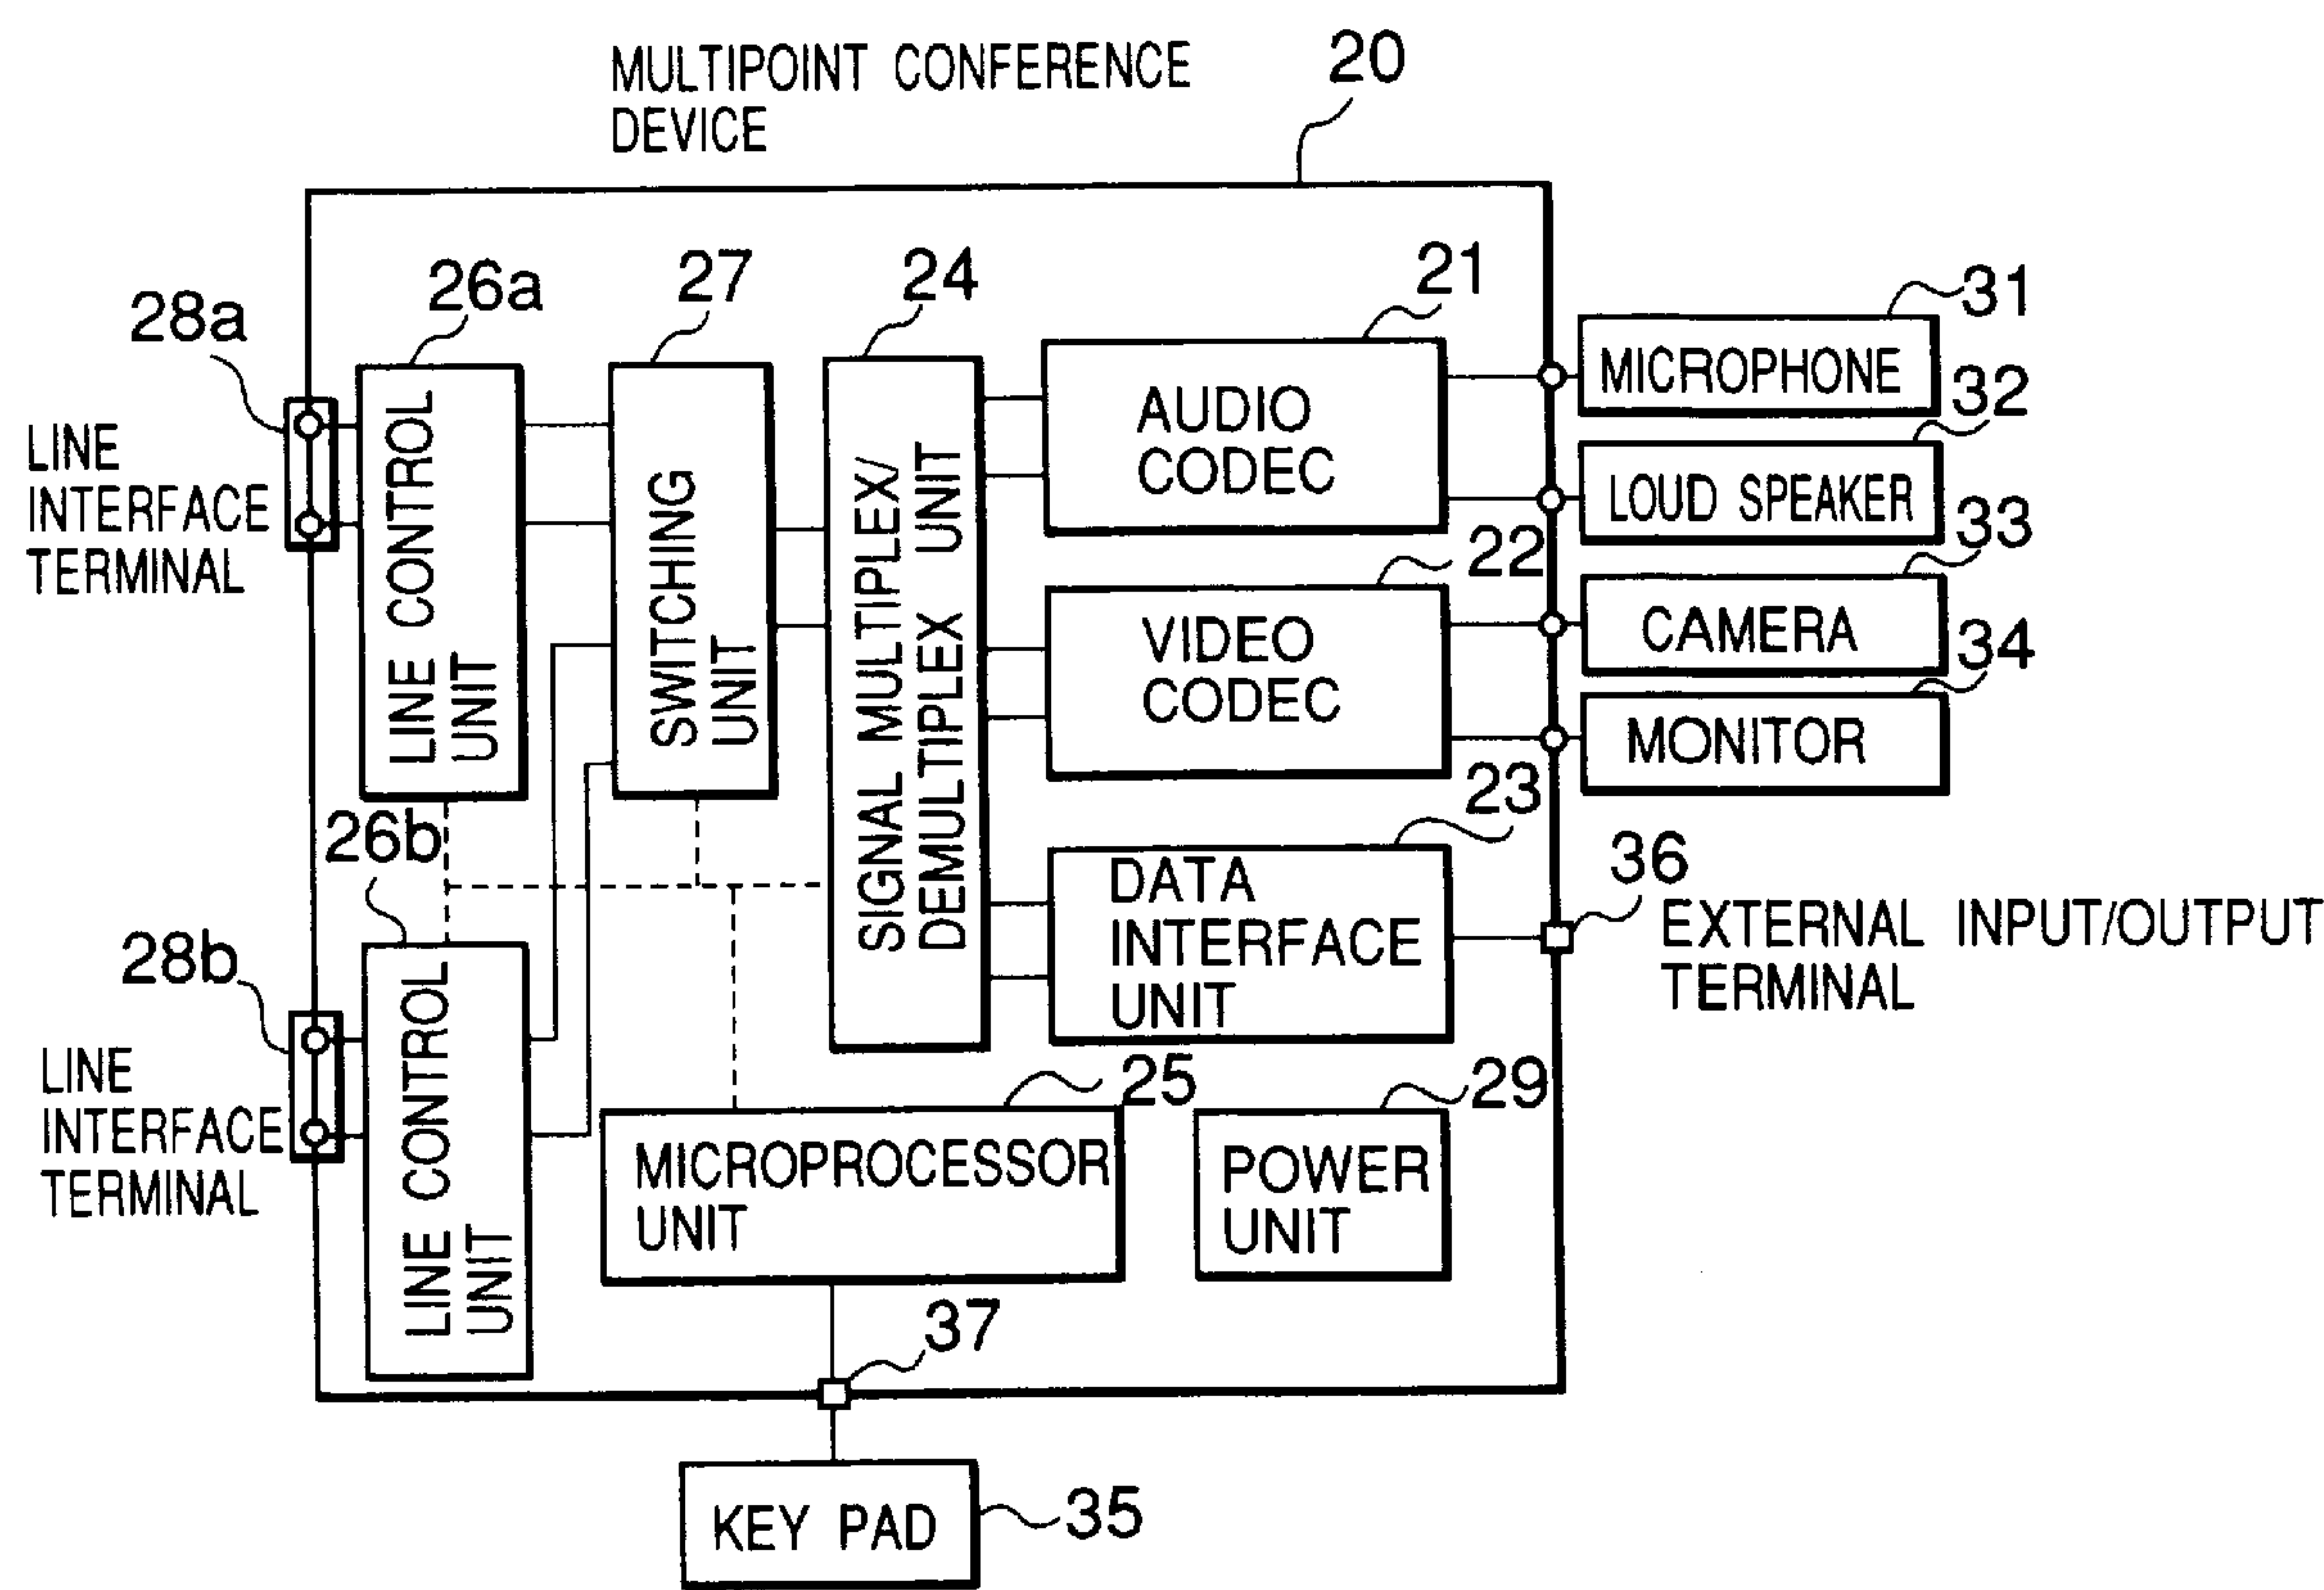 MULTIPOINT CONFERENCE
DEVICE
20
28a
26a
27
24
21
31
MICROPHONE
32
LOUD SPEAKER
33
CAMERA
34
MONITOR
LINE
INTERFACE
TERMINAL
LINE CONTROL
UNIT
SWITCHING
UNIT
SIGNAL MULTIPLEX/
DEMULTIPLEX UNIT
AUDIO
CODEC
22
VIDEO
CODEC
23
DATA
INTERFACE
UNIT
36
EXTERNAL INPUT/OUTPUT
TERMINAL
26b
28b
LINE
INTERFACE
TERMINAL
LINE CONTROL
UNIT
25
MICROPROCESSOR
UNIT
29
POWER
UNIT
37
KEY PAD
35